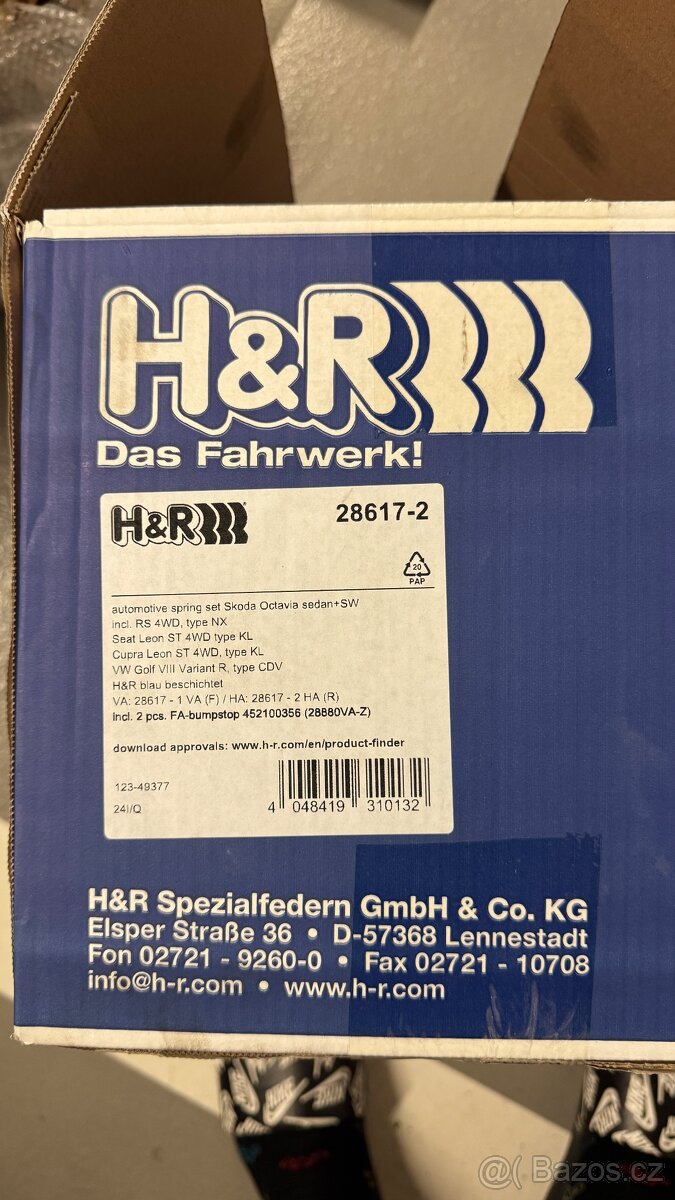 H&R
Das Fahrwerk!
H&R
28617-2
20
PAP
automotive spring set Skoda Octavia sedan+SW
incl. RS 4WD, type NX
Seat Leon ST 4WD type KL
Cupra Leon ST 4WD, type KL
VW Golf VIII Variant R, type CDV
H&R blau beschichtet
VA: 28617 - 1 VA (F) / HA: 28617 - 2 HA (R)
Incl. 2 pcs. FA-bumpstop 452100356 (28880VA-Z)
download approvals: www.h-r.com/en/product-finder
123-49377
24I/Q
4 048419 310132
H&R Spezialfedern GmbH & Co. KG
Elsper Straße 36 • D-57368 Lennestadt
Fon 02721 - 9260-0 • Fax 02721 - 10708
info@h-r.com • www.h-r.com
@( Bazos.cz